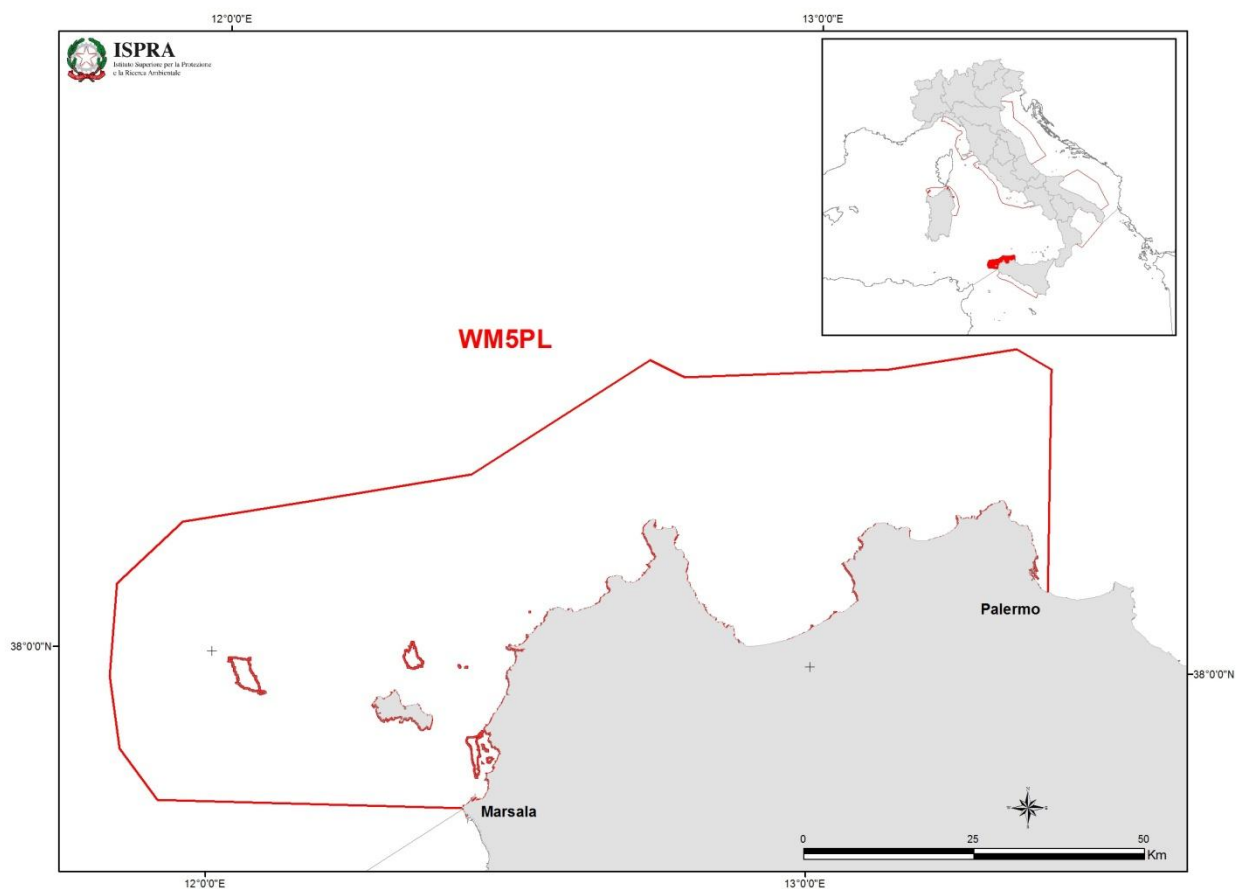 12°0'0"E
13°0'0"E
ISPRA
Istituto Superiore per la Protezione
e la Ricerca Ambientale
WM5PL
Palermo
38°0'0"N
38°0'0"N
Marsala
0
25
50
Km
12°0'0"E
13°0'0"E